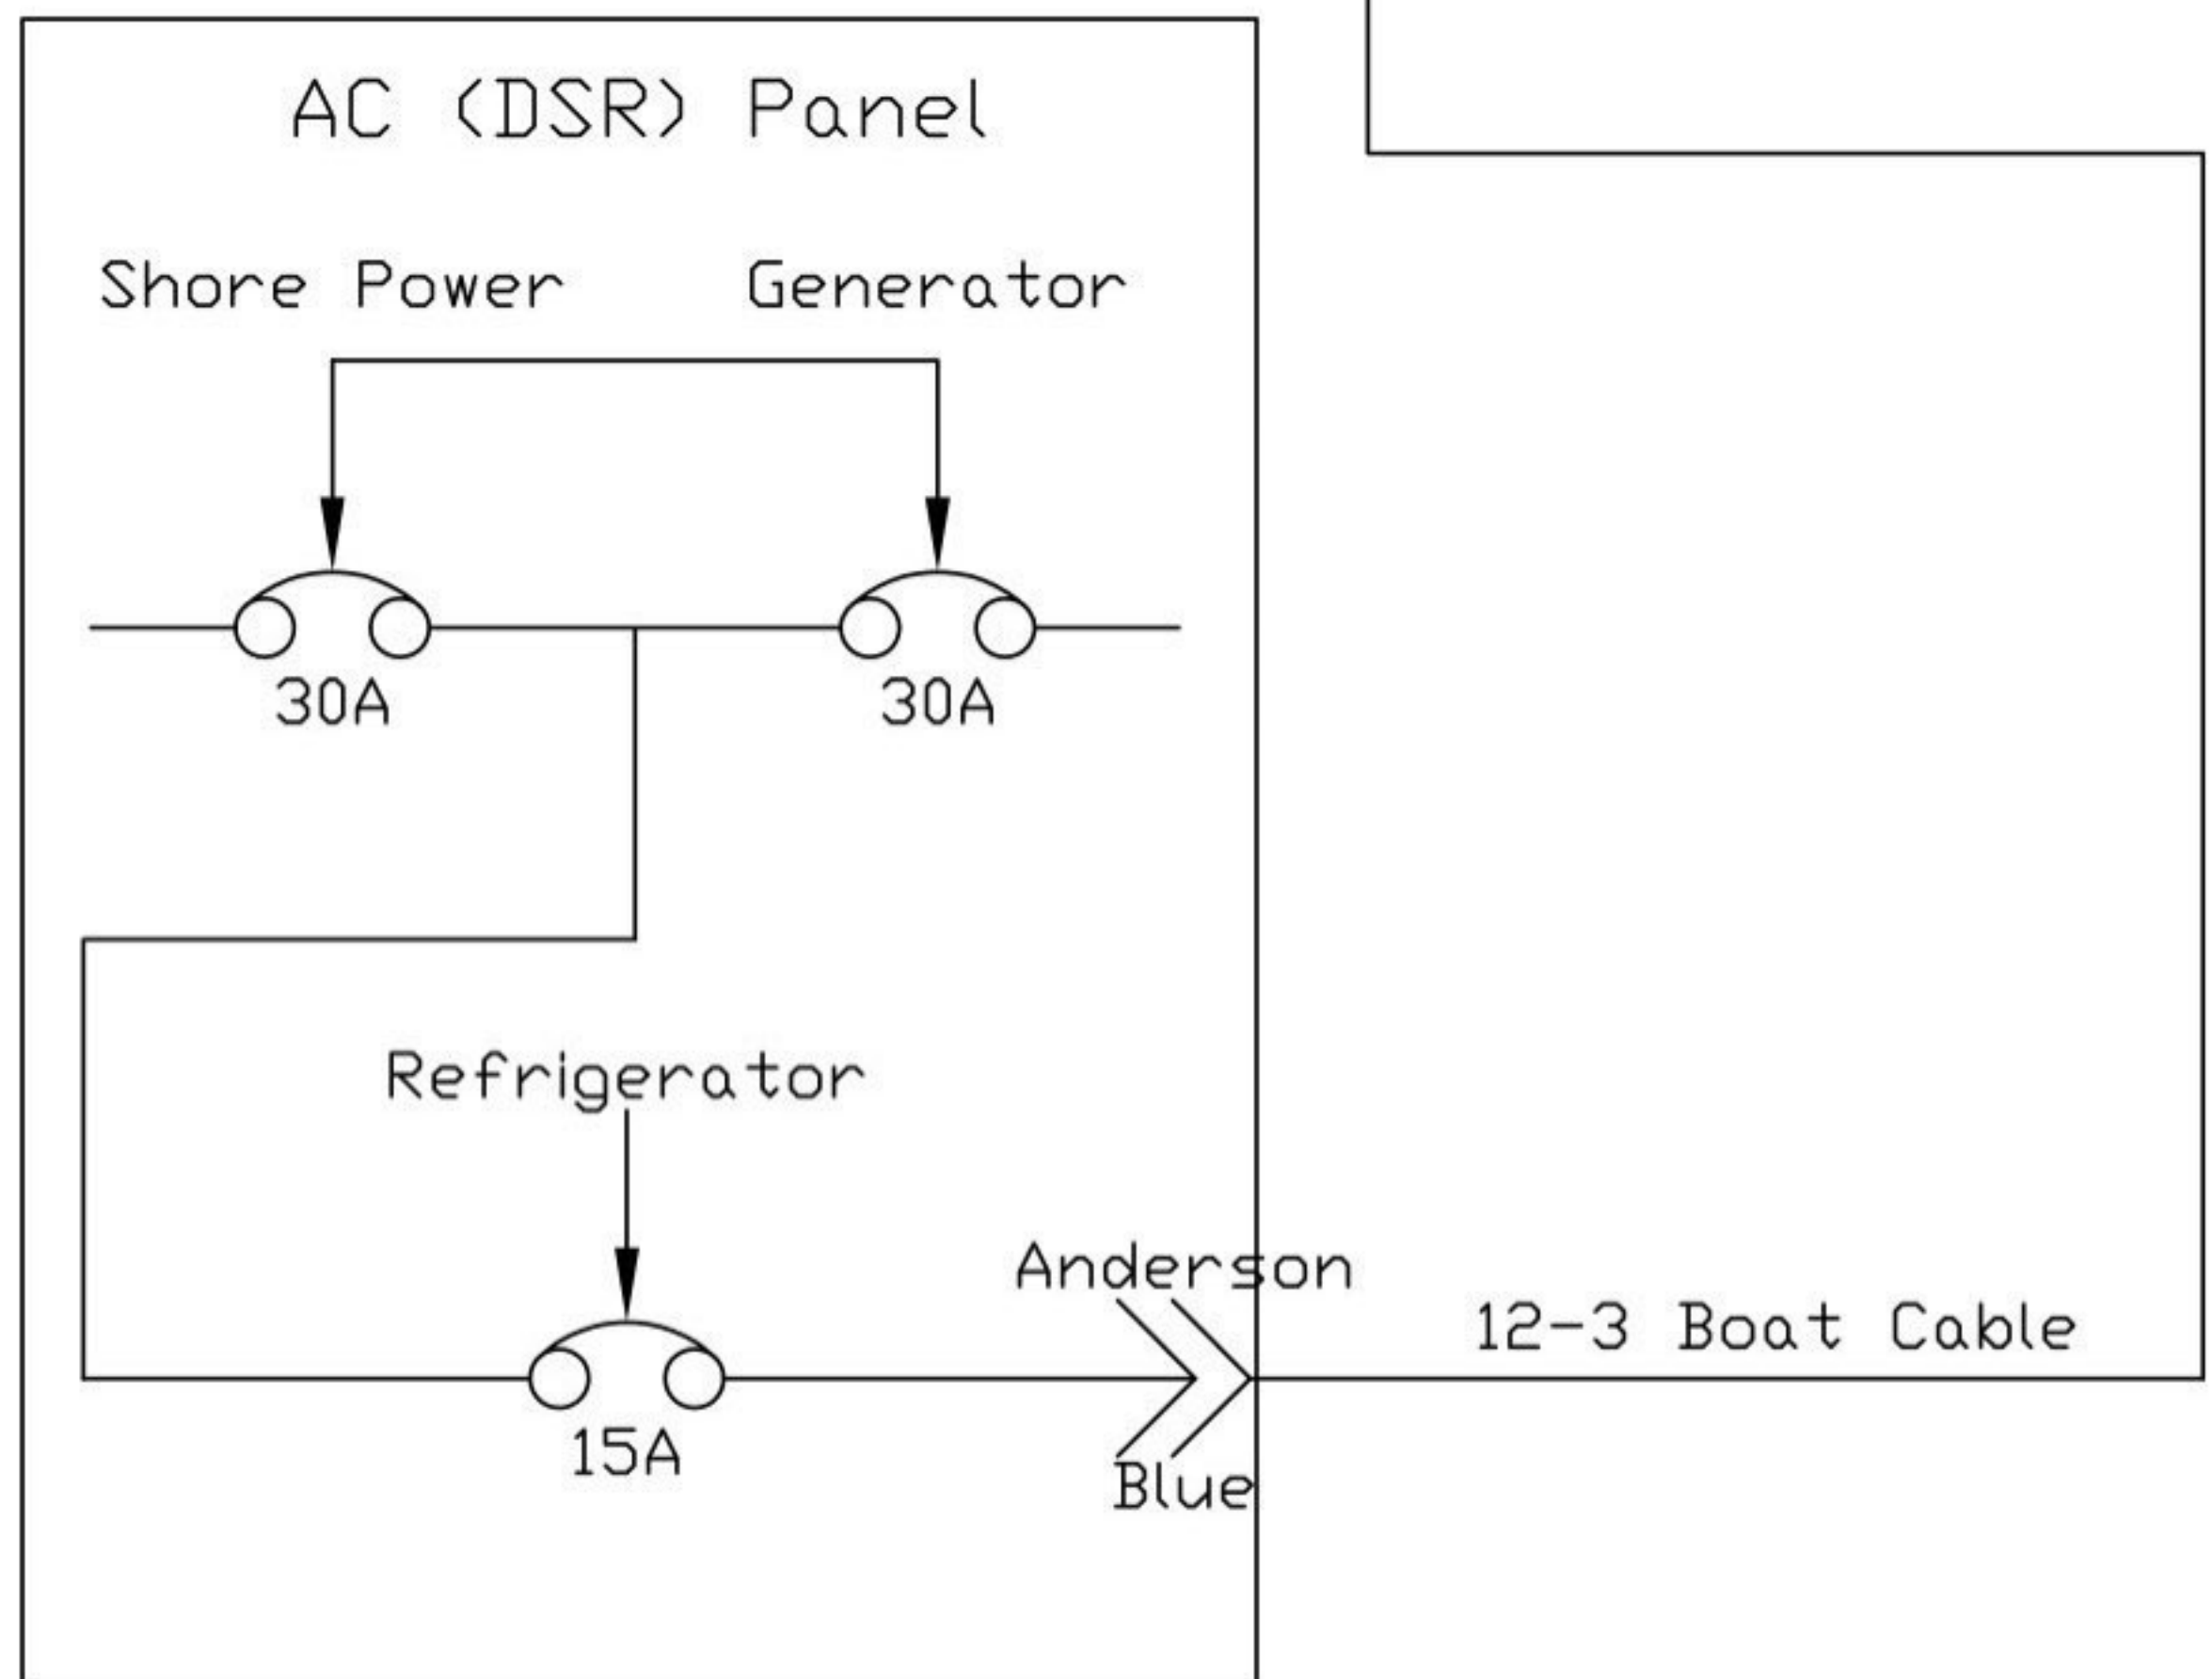 AC (DSR) Panel
Shore Power Generator
30A 30A
Refrigerator
Anderson
12-3 Boat Cable
15A
Blue